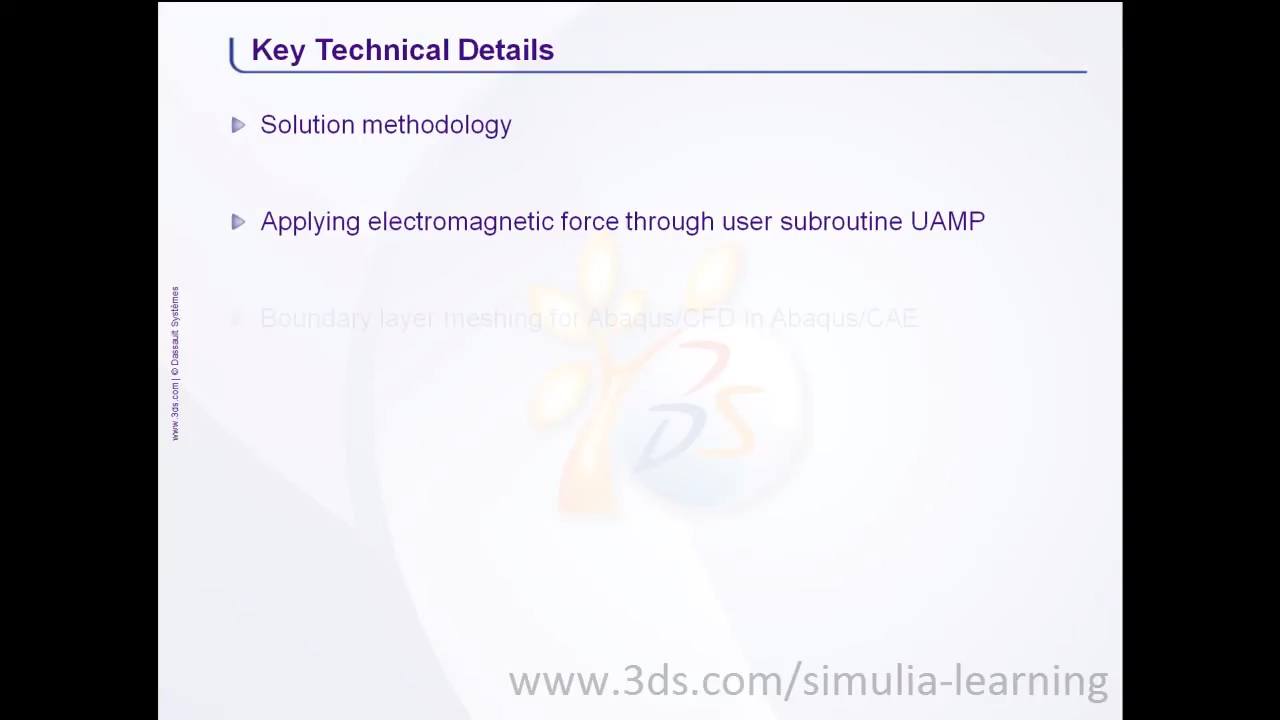 Key Technical Details
Solution methodology
Applying electromagnetic force through user subroutine UAMP
Boundary layer meshing for Abaqus/CFD in Abaqus/CAE
www.3ds.com | © Dassault Systèmes
3DS
www.3ds.com/simulia-learning